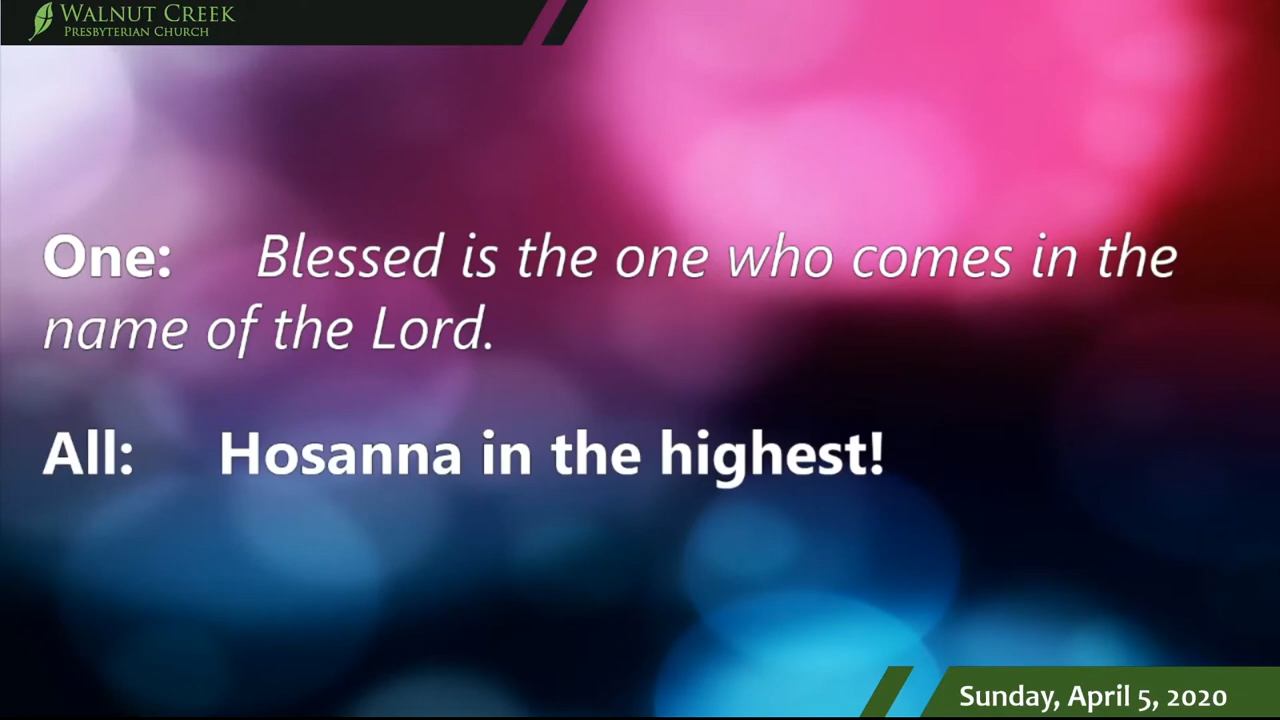 WALNUT CREEK
PRESBYTERIAN CHURCH
One: Blessed is the one who comes in the
name of the Lord.
All: Hosanna in the highest!
Sunday, April 5, 2020